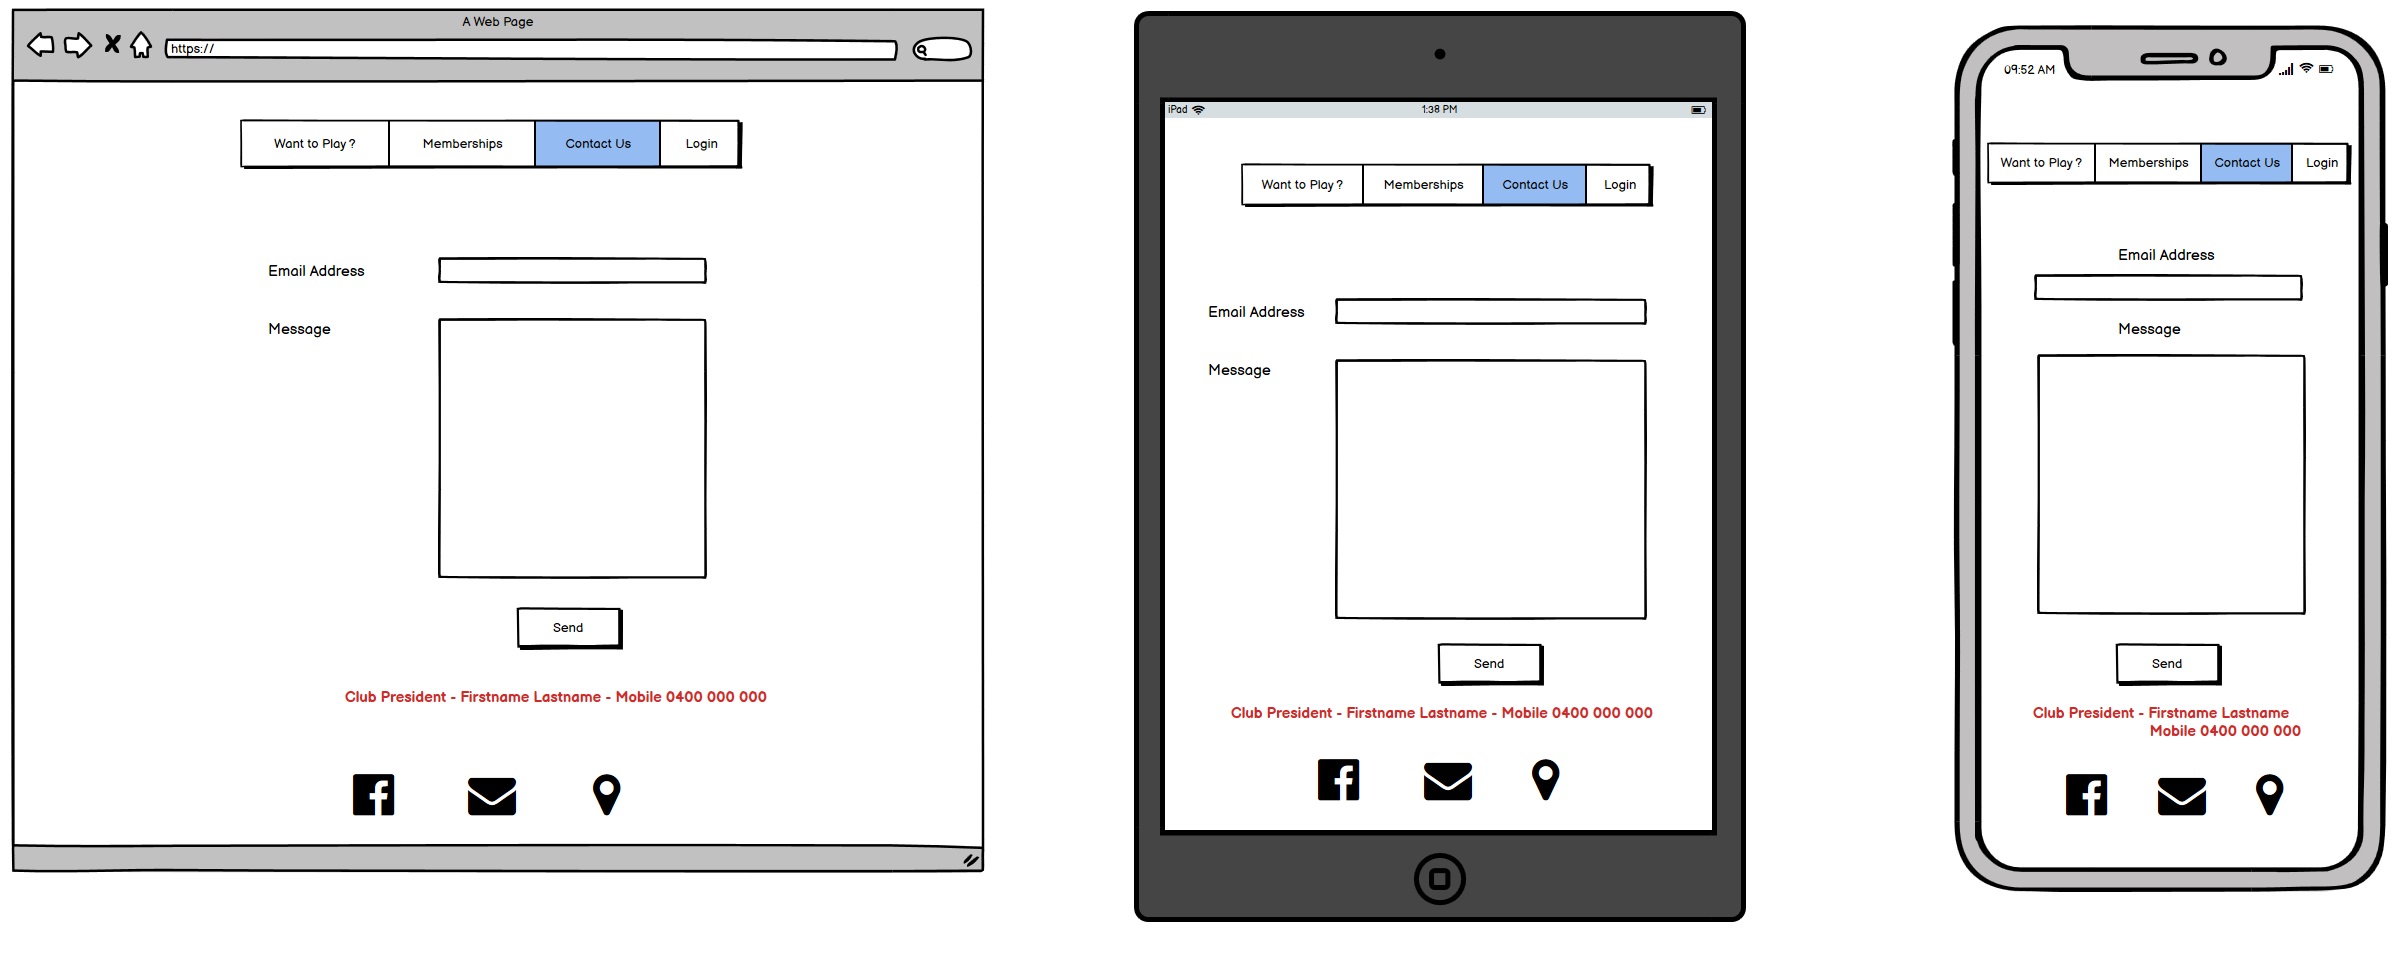 A Web Page
https://
Want to Play? Memberships Contact Us Login
Email Address
Message
Send
Club President - Firstname Lastname - Mobile 0400 000 000
iPad 1:38 PM
Want to Play? Memberships Contact Us Login
Email Address
Message
Send
Club President - Firstname Lastname - Mobile 0400 000 000
09:52 AM
Want to Play? Memberships Contact Us Login
Email Address
Message
Send
Club President - Firstname Lastname
Mobile 0400 000 000